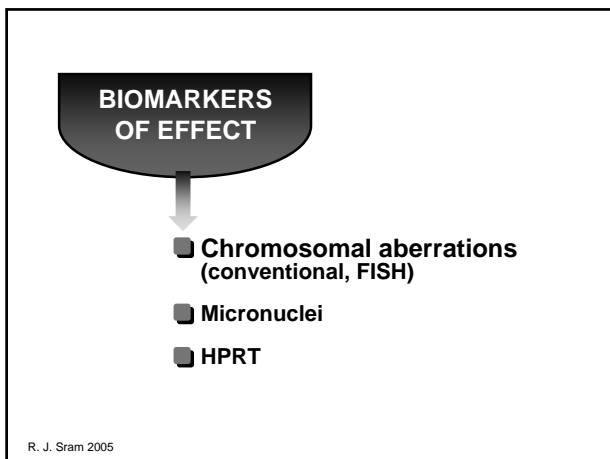 BIOMARKERS
OF EFFECT
Chromosomal aberrations
(conventional, FISH)
Micronuclei
HPRT
R. J. Sram 2005